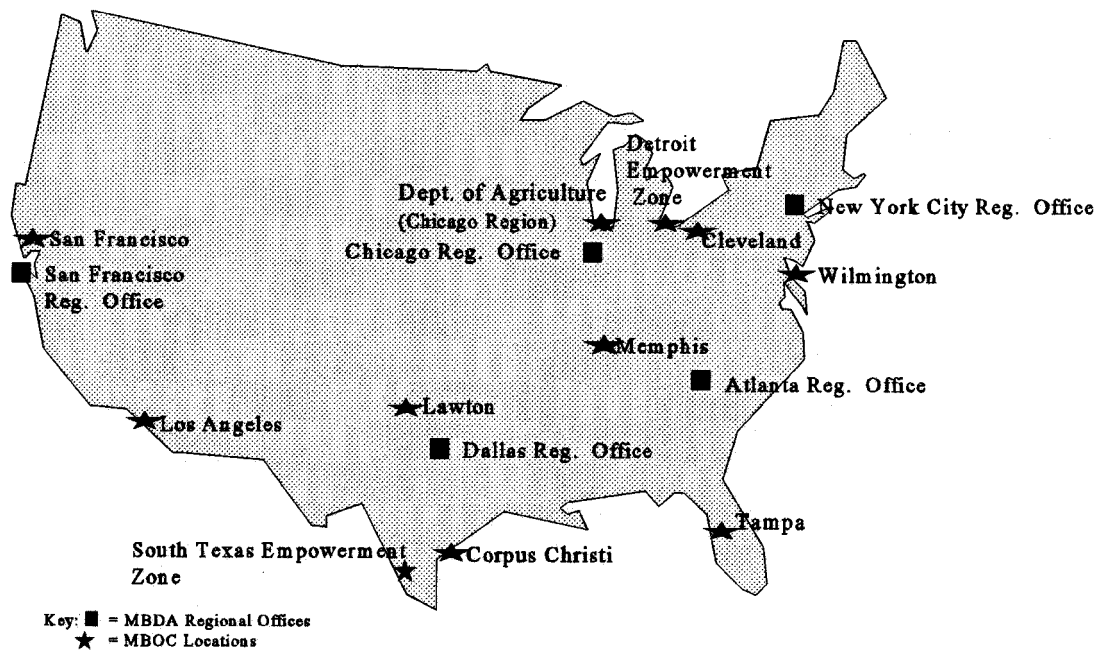 Detroit
Empowerment
Zone
Dept. of Agriculture
(Chicago Region)
New York City Reg. Office
San Francisco
Chicago Reg. Office
Cleveland
San Francisco
Reg. Office
Wilmington
Memphis
Atlanta Reg. Office
Lawton
Los Angeles
Dallas Reg. Office
Tampa
South Texas Empowerment
Zone
Corpus Christi
Key: = MBDA Regional Offices
= MBOC Locations